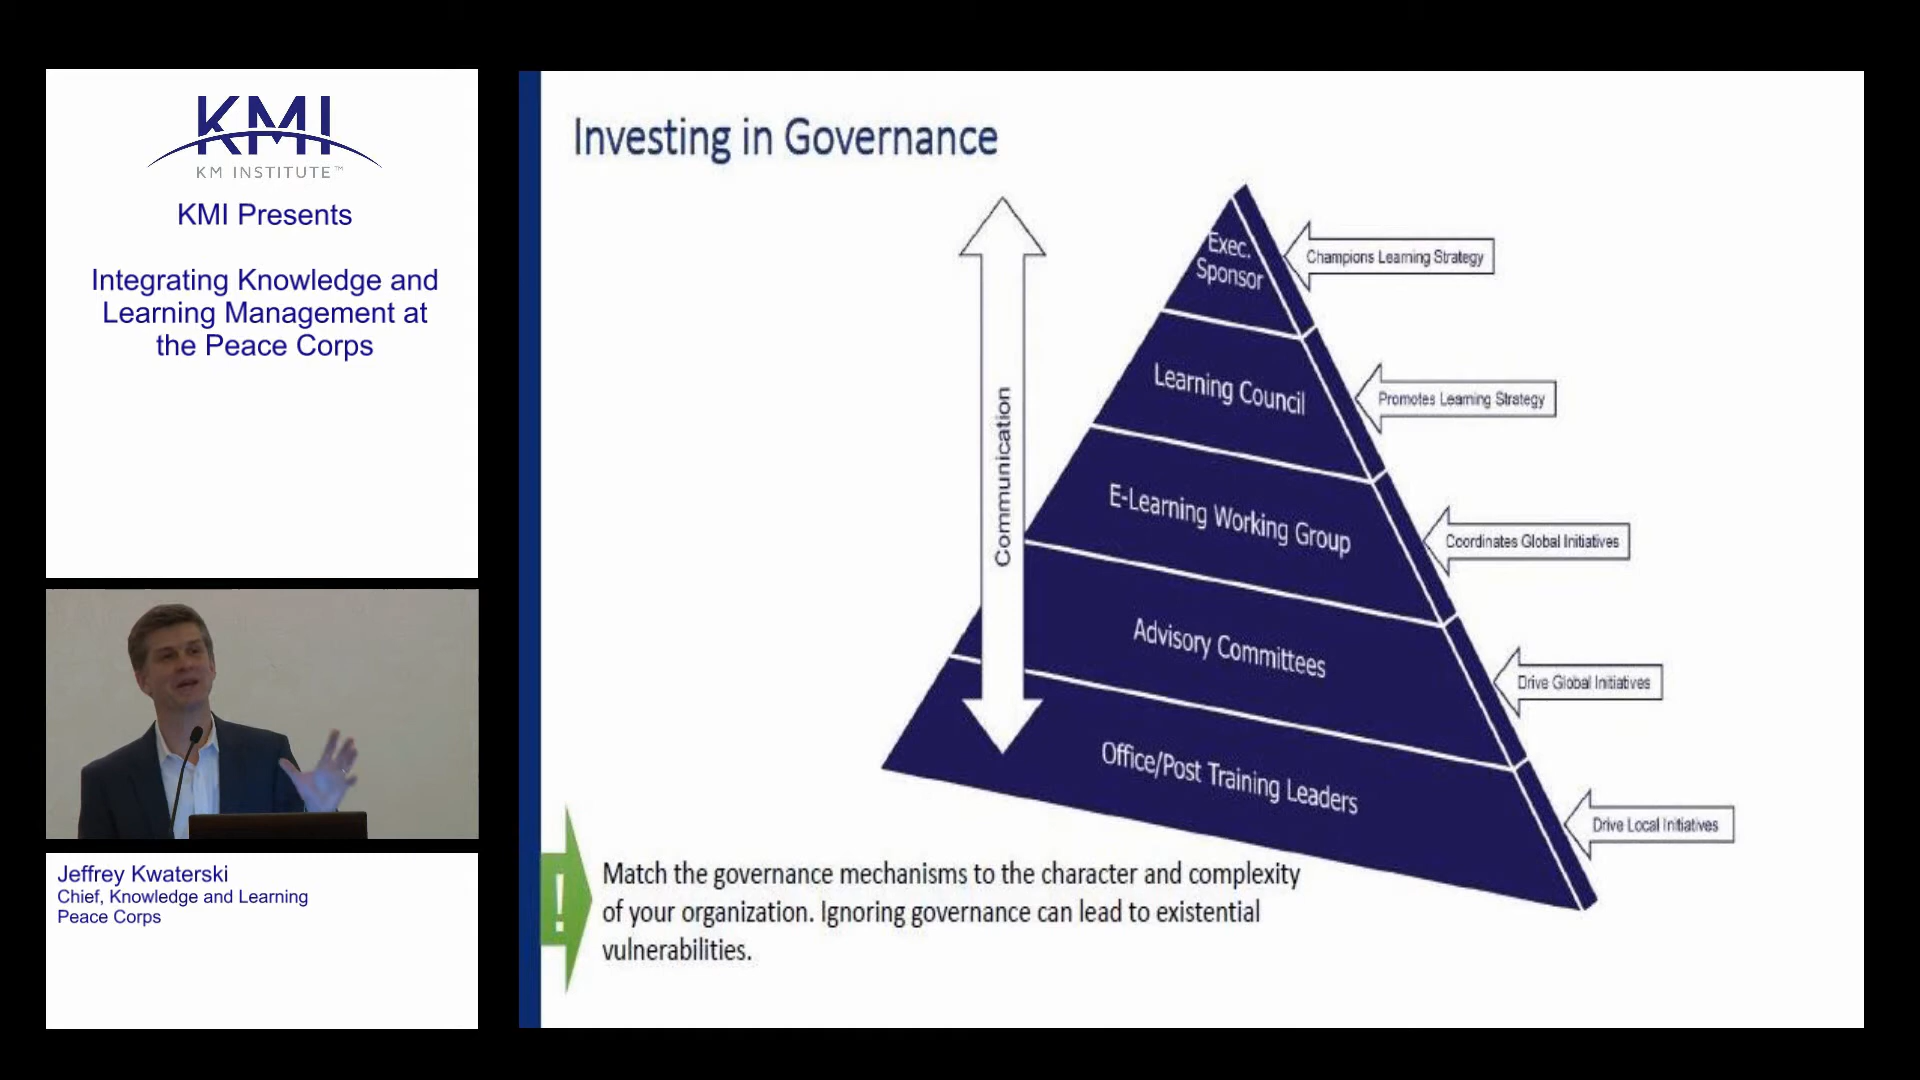 KMI
KM INSTITUTE™
KMI Presents
Integrating Knowledge and
Learning Management at
the Peace Corps
Jeffrey Kwaterski
Chief, Knowledge and Learning
Peace Corps
Investing in Governance
Communication
Exec.
Sponsor
Champions Learning Strategy
Learning Council
Promotes Learning Strategy
E-Learning Working Group
Coordinates Global Initiatives
Advisory Committees
Drive Global Initiatives
Office/Post Training Leaders
Drive Local Initiatives
!
Match the governance mechanisms to the character and complexity
of your organization. Ignoring governance can lead to existential
vulnerabilities.